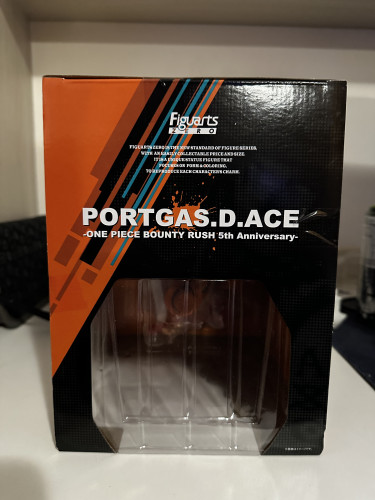 Figuarts
ZERO
FIGUARTS ZERO IS THE NEW STANDARD OF FIGURE SERIES,
WITH AN EASILY COLLECTABLE PRICE AND SIZE.
IT IS A UNIQUE STATUE FIGURE THAT
FOCUSES ON FORM & COLORING,
TO REPRODUCE EACH CHARACTER'S CHARM.
PORTGAS.D.ACE
-ONE PIECE BOUNTY RUSH 5th Anniversary-